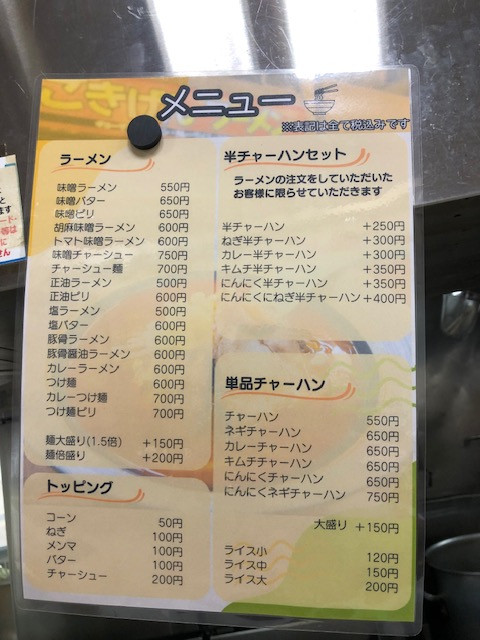 メニュー
※表記は全て税込みです
ラーメン
味噌ラーメン 550円
味噌バター 650円
味噌ピリ 650円
胡麻味噌ラーメン 600円
トマト味噌ラーメン 600円
味噌チャーシュー 750円
チャーシュー麺 700円
正油ラーメン 500円
正油ピリ 600円
塩ラーメン 500円
塩バター 600円
豚骨ラーメン 600円
豚骨醤油ラーメン 600円
カレーラーメン 600円
つけ麺 600円
カレーつけ麺 700円
つけ麺ピリ 700円
麺大盛り(1.5倍) +150円
麺倍盛り +200円
トッピング
コーン 50円
ねぎ 100円
メンマ 100円
バター 100円
チャーシュー 200円
半チャーハンセット
ラーメンの注文をしていただいた
お客様に限らせていただきます
半チャーハン +250円
ねぎ半チャーハン +300円
カレー半チャーハン +300円
キムチ半チャーハン +350円
にんにく半チャーハン +350円
にんにくにねぎ半チャーハン +400円
単品チャーハン
チャーハン 550円
ネギチャーハン 650円
カレーチャーハン 650円
キムチチャーハン 650円
にんにくチャーハン 650円
にんにくネギチャーハン 750円
大盛り +150円
ライス小 120円
ライス中 150円
ライス大 200円